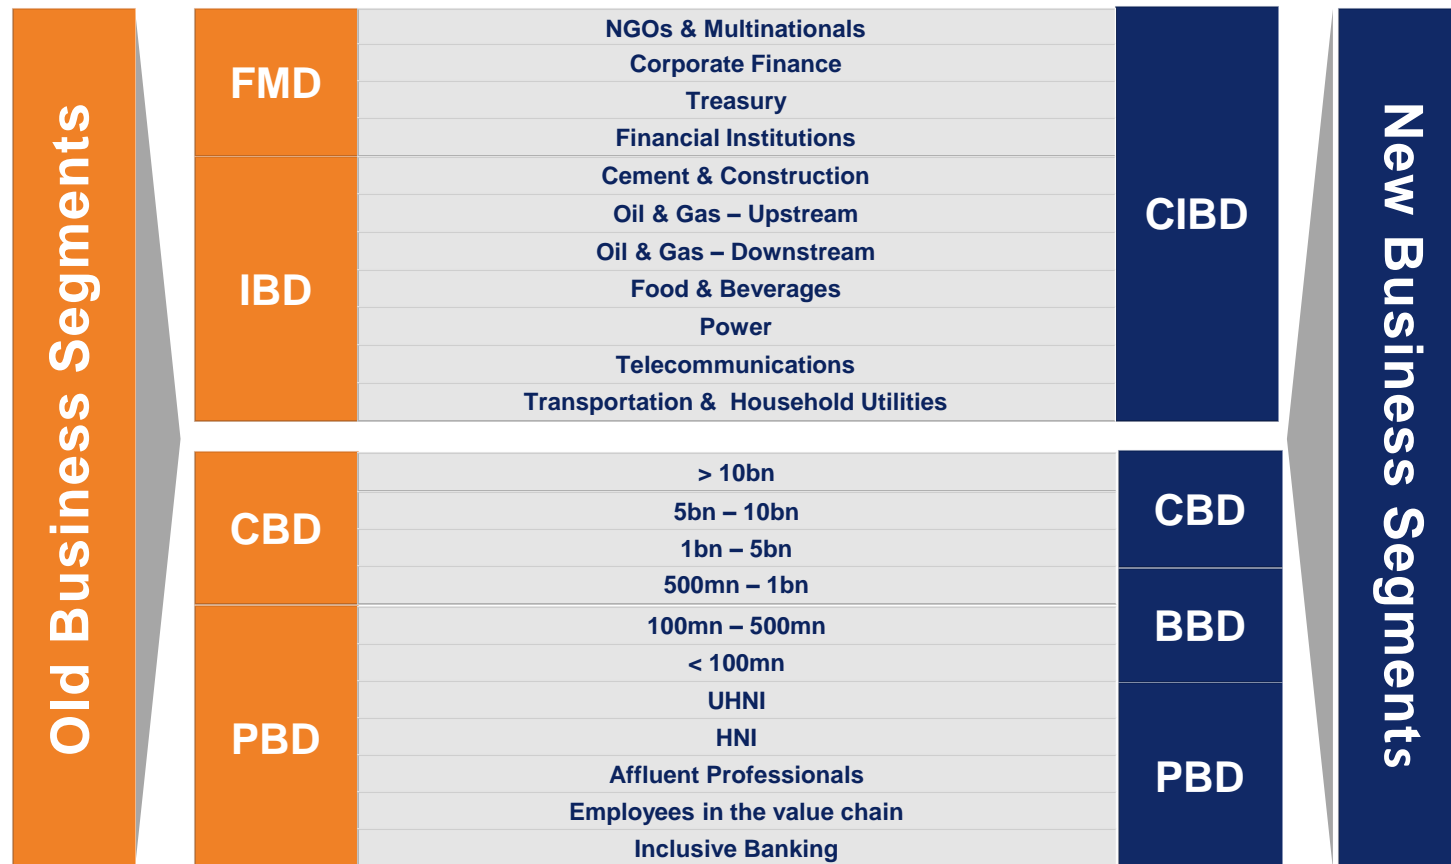 Old Business Segments
FMD
NGOs & Multinationals
Corporate Finance
Treasury
Financial Institutions
IBD
Cement & Construction
Oil & Gas – Upstream
Oil & Gas – Downstream
Food & Beverages
Power
Telecommunications
Transportation &  Household Utilities
CIBD
CBD
> 10bn
5bn – 10bn
1bn – 5bn
500mn – 1bn
PBD
100mn – 500mn
< 100mn
UHNI
HNI
Affluent Professionals
Employees in the value chain
Inclusive Banking
CBD
BBD
PBD
New Business Segments